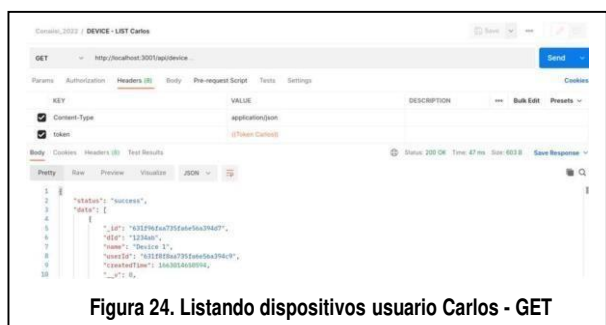 Conaiisi_2022 / DEVICE - LIST Carlos
Save
GET http://localhost:3001/api/device Send
Params Authorization Headers (8) Body Pre-request Script Tests Settings Cookies
KEY VALUE DESCRIPTION Bulk Edit Presets
Content-Type application/json
token {{Token Carlos}}
Body Cookies Headers (8) Test Results Status: 200 OK Time: 47 ms Size: 603 B Save Response
Pretty Raw Preview Visualize JSON
1 {
2 "status": "success",
3 "data": [
4 {
5 "_id":
6 "dId": "1234ab",
7 "name": "Device 1",
8 "userId":
9 "createdTime":
10 "__v": 0,
Figura 24. Listando dispositivos usuario Carlos - GET